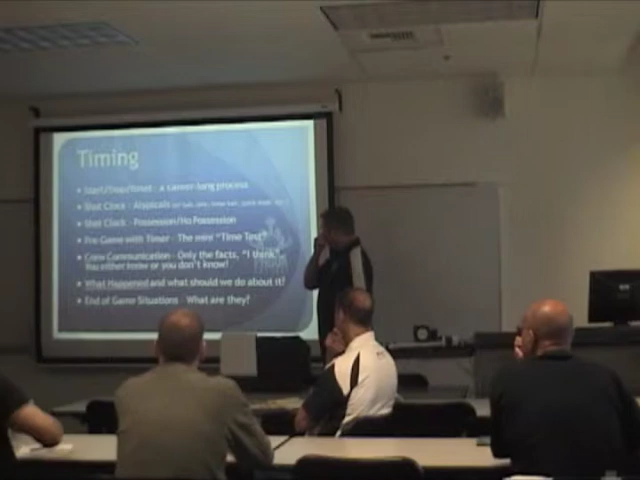 Timing
Start/Stop/Reset - a career-long process
Shot Clock - Atypicals
Shot Clock - Possession/No Possession
Pre Game with Timer - The mini "Time Test"
Crew Communication - Only the facts, "I think",
You either know or you don't know!
What Happened and what should we do about it?
End of Game Situations - What are they?